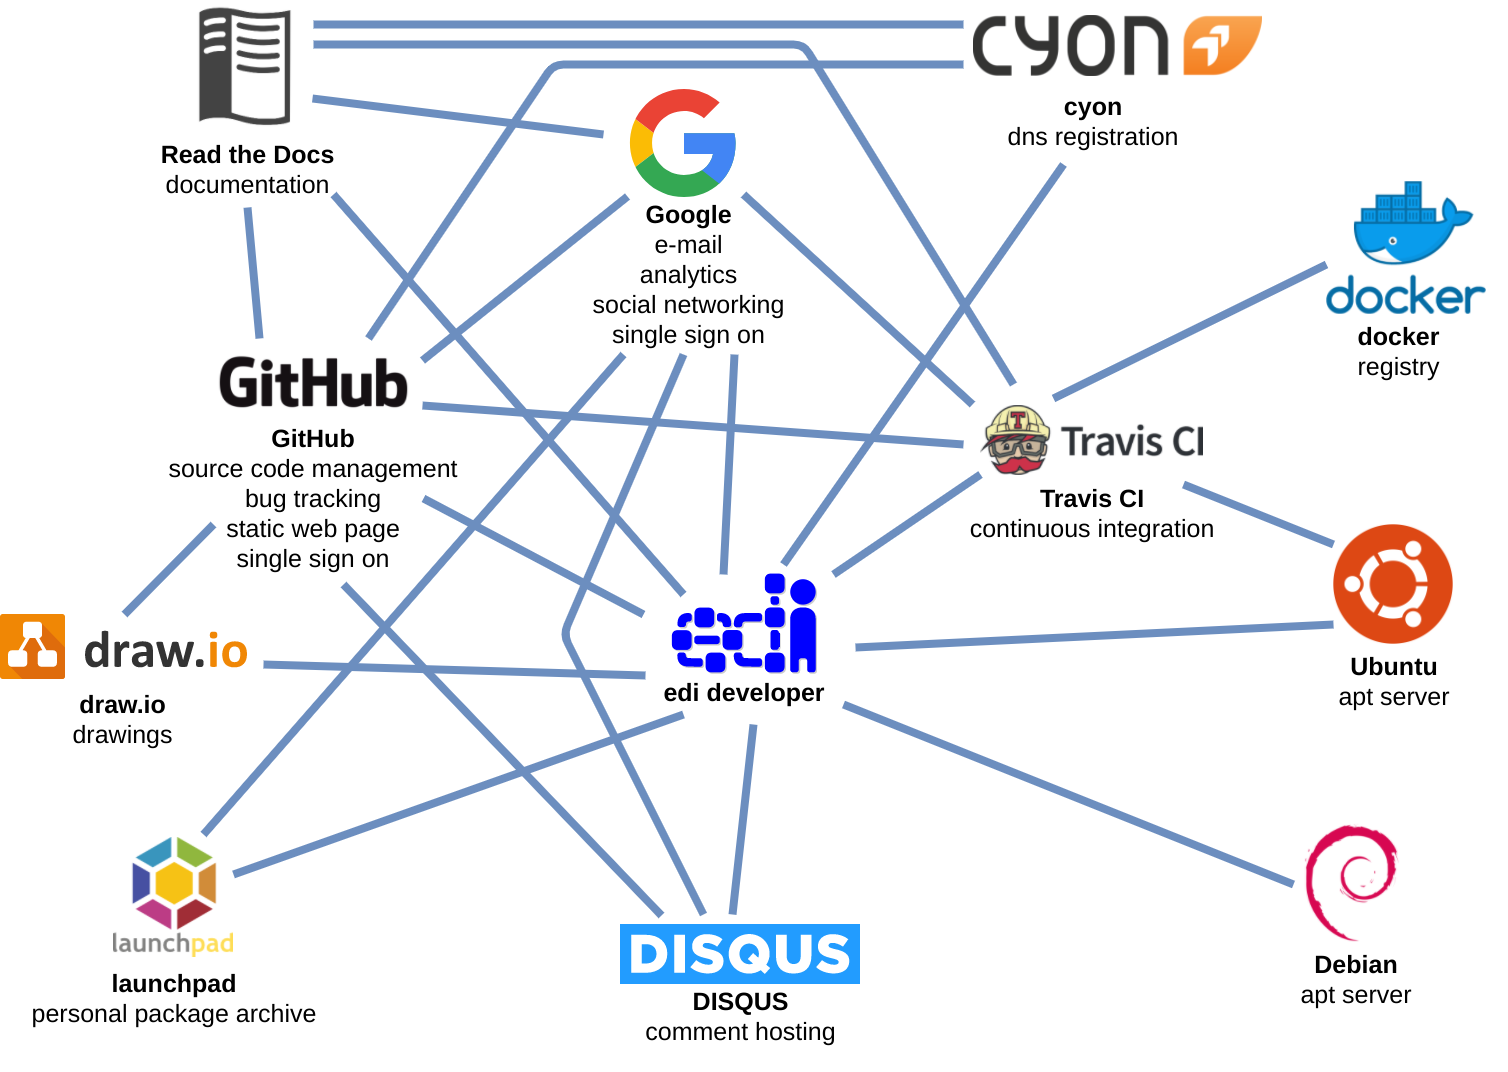 cyon
cyon
dns registration
Read the Docs
documentation
Google
e-mail
analytics
social networking
single sign on
docker
docker
registry
GitHub
GitHub
source code management
bug tracking
static web page
single sign on
T
Travis CI
Travis CI
continuous integration
edi
edi developer
draw.io
draw.io
drawings
Ubuntu
apt server
launchpad
launchpad
personal package archive
DISQUS
DISQUS
comment hosting
Debian
apt server